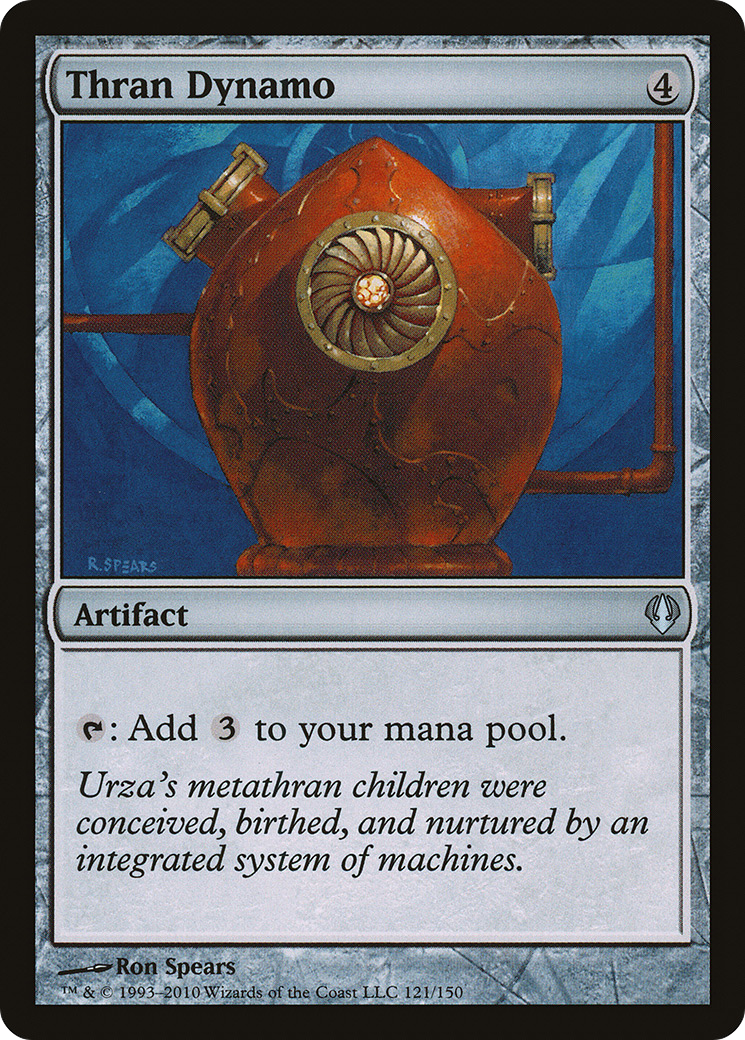 Thran Dynamo 4
R. SPEARS
Artifact
: Add 3 to your mana pool.
Urza's metathran children were
conceived, birthed, and nurtured by an
integrated system of machines.
Ron Spears
™ & © 1993–2010 Wizards of the Coast LLC 121/150